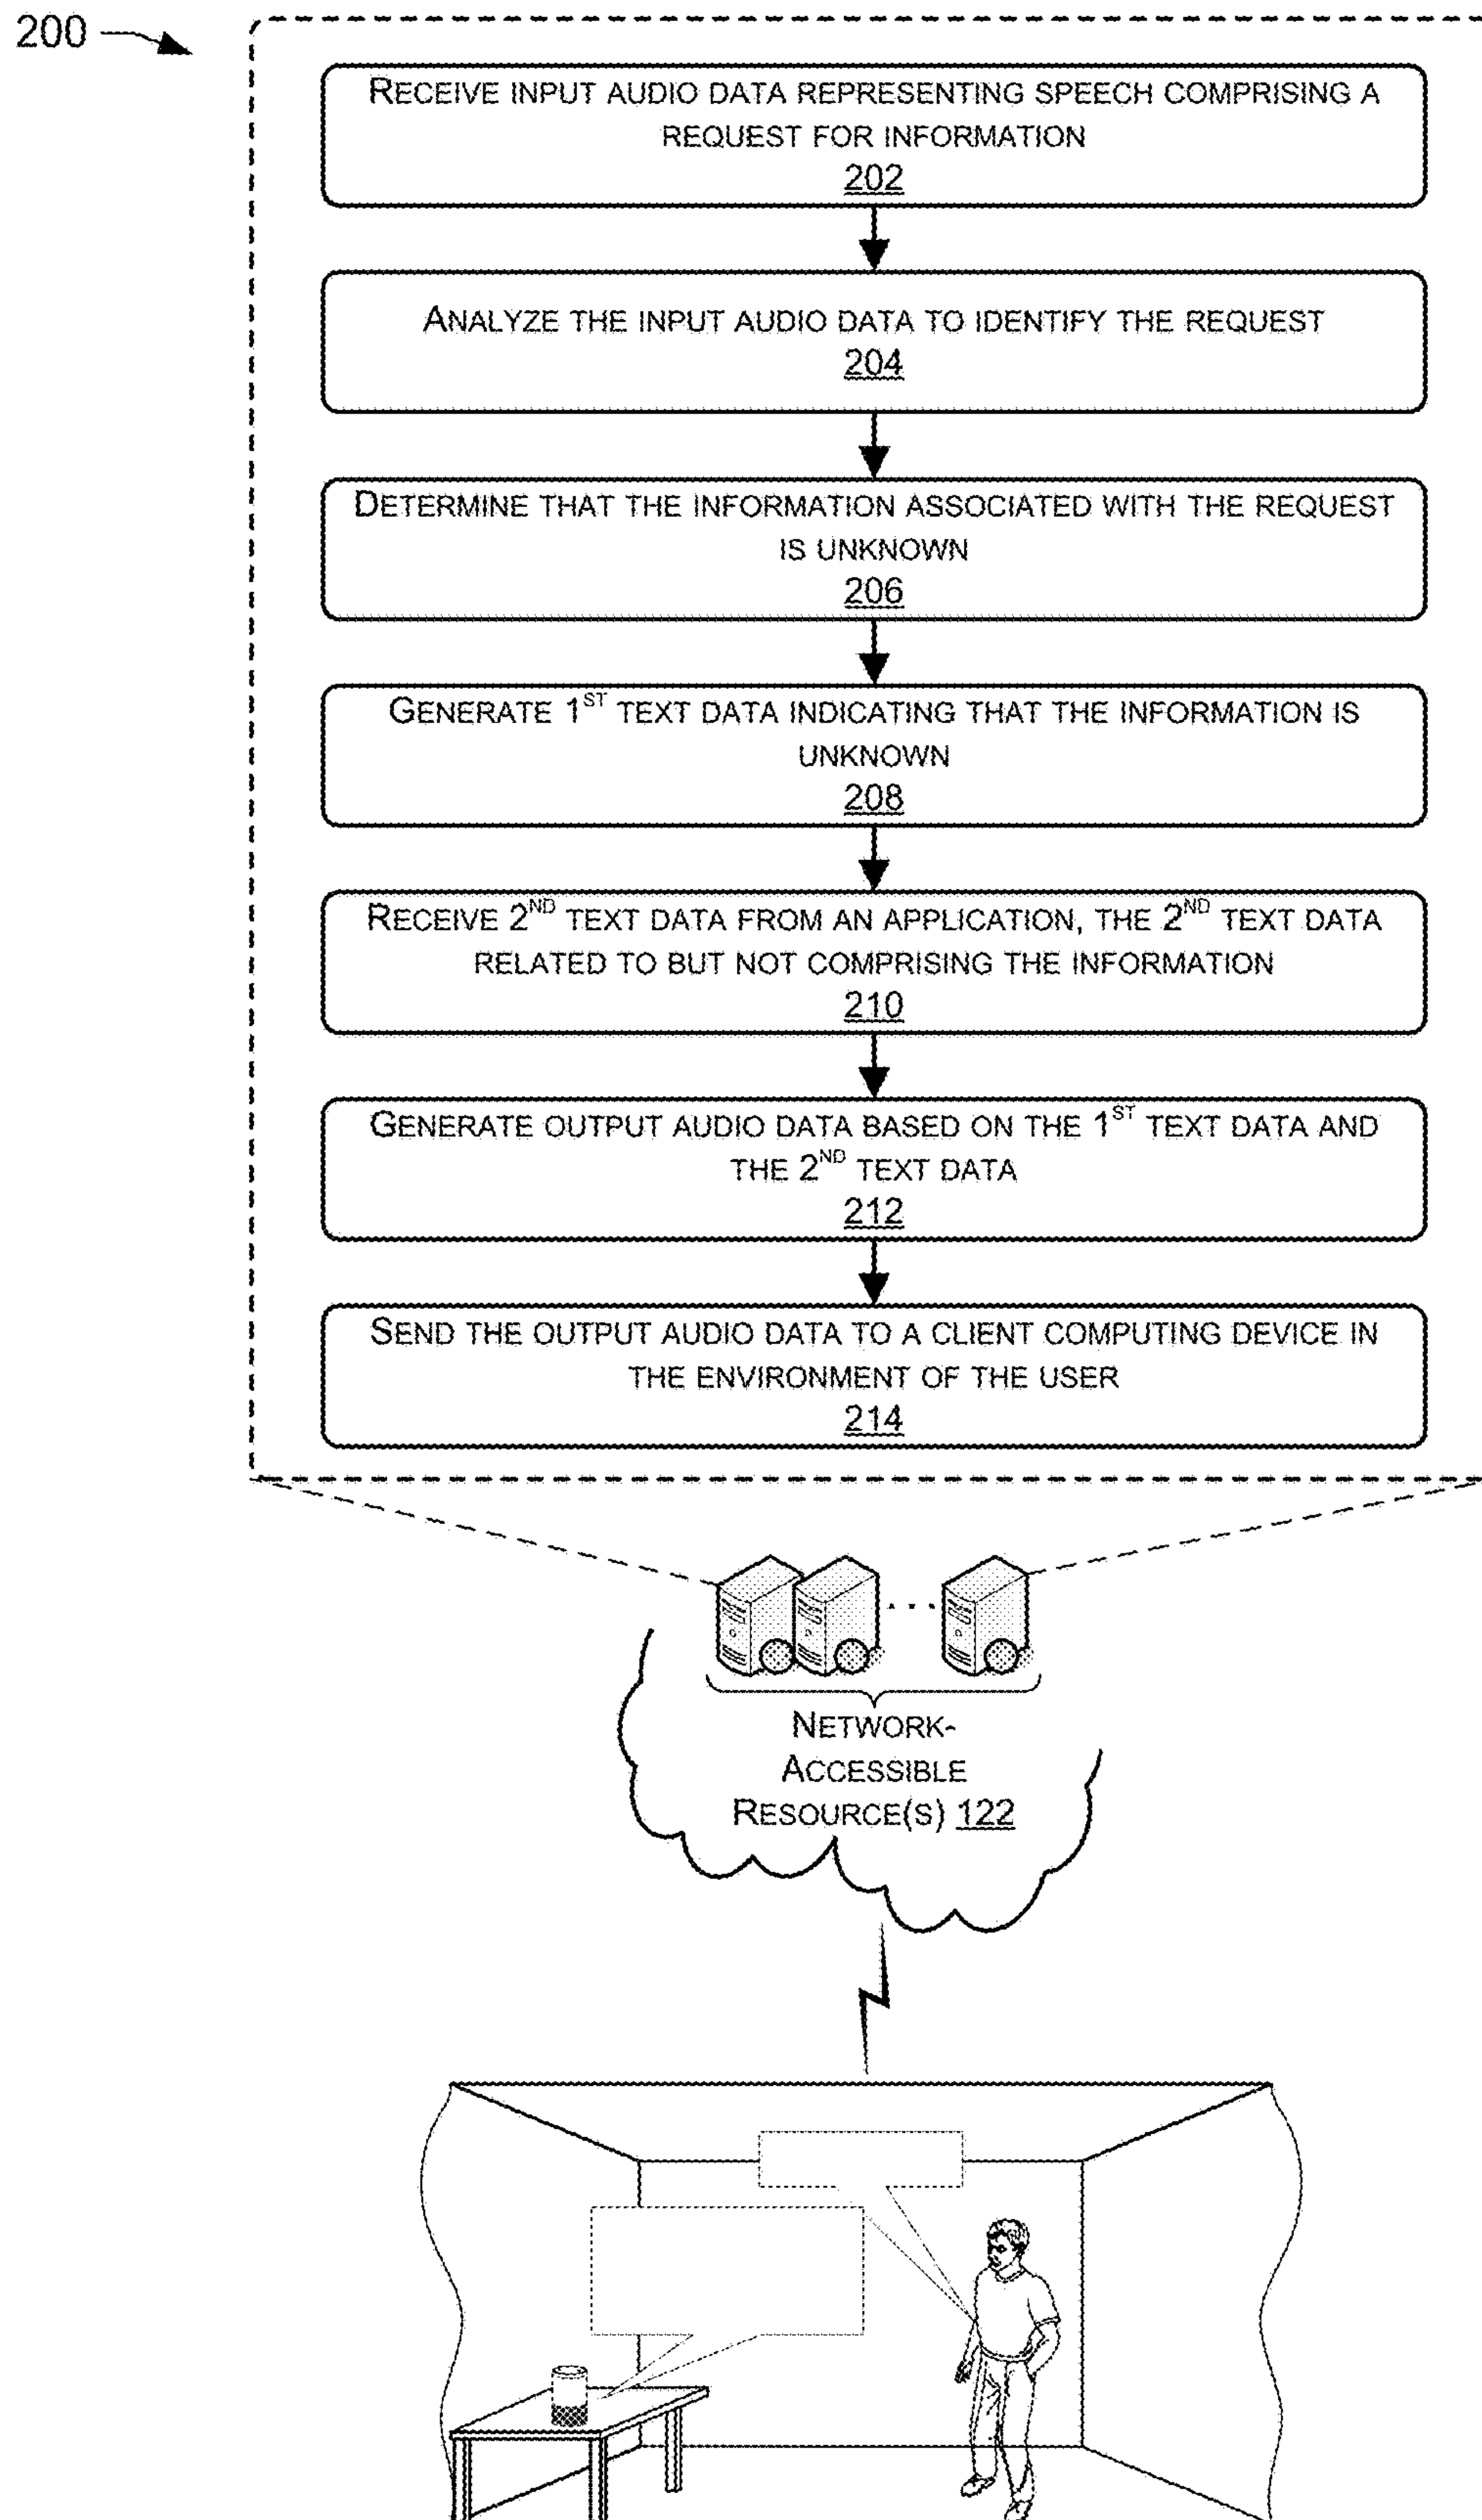 200
RECEIVE INPUT AUDIO DATA REPRESENTING SPEECH COMPRISING A
REQUEST FOR INFORMATION
202
ANALYZE THE INPUT AUDIO DATA TO IDENTIFY THE REQUEST
204
DETERMINE THAT THE INFORMATION ASSOCIATED WITH THE REQUEST
IS UNKNOWN
206
GENERATE 1ST TEXT DATA INDICATING THAT THE INFORMATION IS
UNKNOWN
208
RECEIVE 2ND TEXT DATA FROM AN APPLICATION, THE 2ND TEXT DATA
RELATED TO BUT NOT COMPRISING THE INFORMATION
210
GENERATE OUTPUT AUDIO DATA BASED ON THE 1ST TEXT DATA AND
THE 2ND TEXT DATA
212
SEND THE OUTPUT AUDIO DATA TO A CLIENT COMPUTING DEVICE IN
THE ENVIRONMENT OF THE USER
214
NETWORK-
ACCESSIBLE
RESOURCE(S) 122